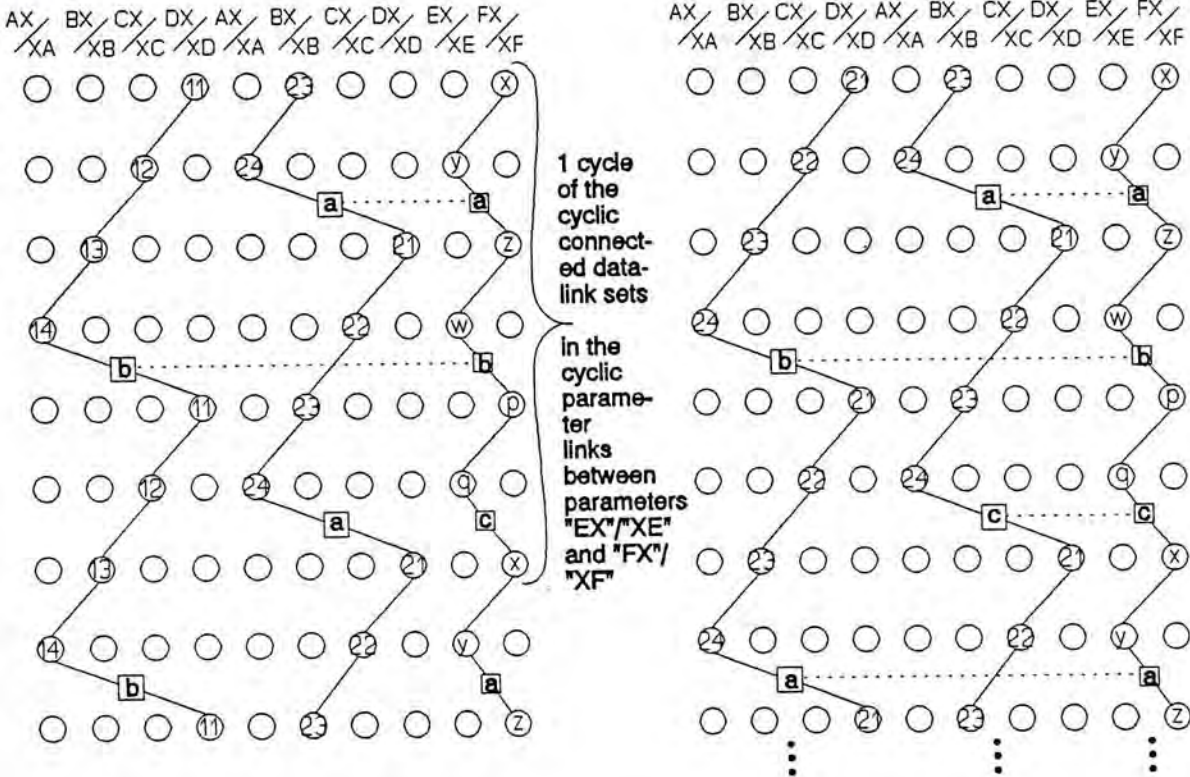 AX/XA BX/XB CX/XC DX/XD AX/XA BX/XB CX/XC DX/XD EX/XE FX/XF
11 23 x
12 24 y
a a
13 21 z
14 22 w
b b
11 23 p
12 24 q
a c
13 21 x
14 22 y
b a
11 23 z
1 cycle
of the
cyclic
connect-
ed data-
link sets
in the
cyclic
parame-
ter
links
between
parameters
"EX"/"XE"
and "FX"/
"XF"
AX/XA BX/XB CX/XC DX/XD AX/XA BX/XB CX/XC DX/XD EX/XE FX/XF
21 23 x
22 24 y
a a
23 21 z
24 22 w
b b
21 23 p
22 24 q
c c
23 21 x
24 22 y
a a
21 23 z